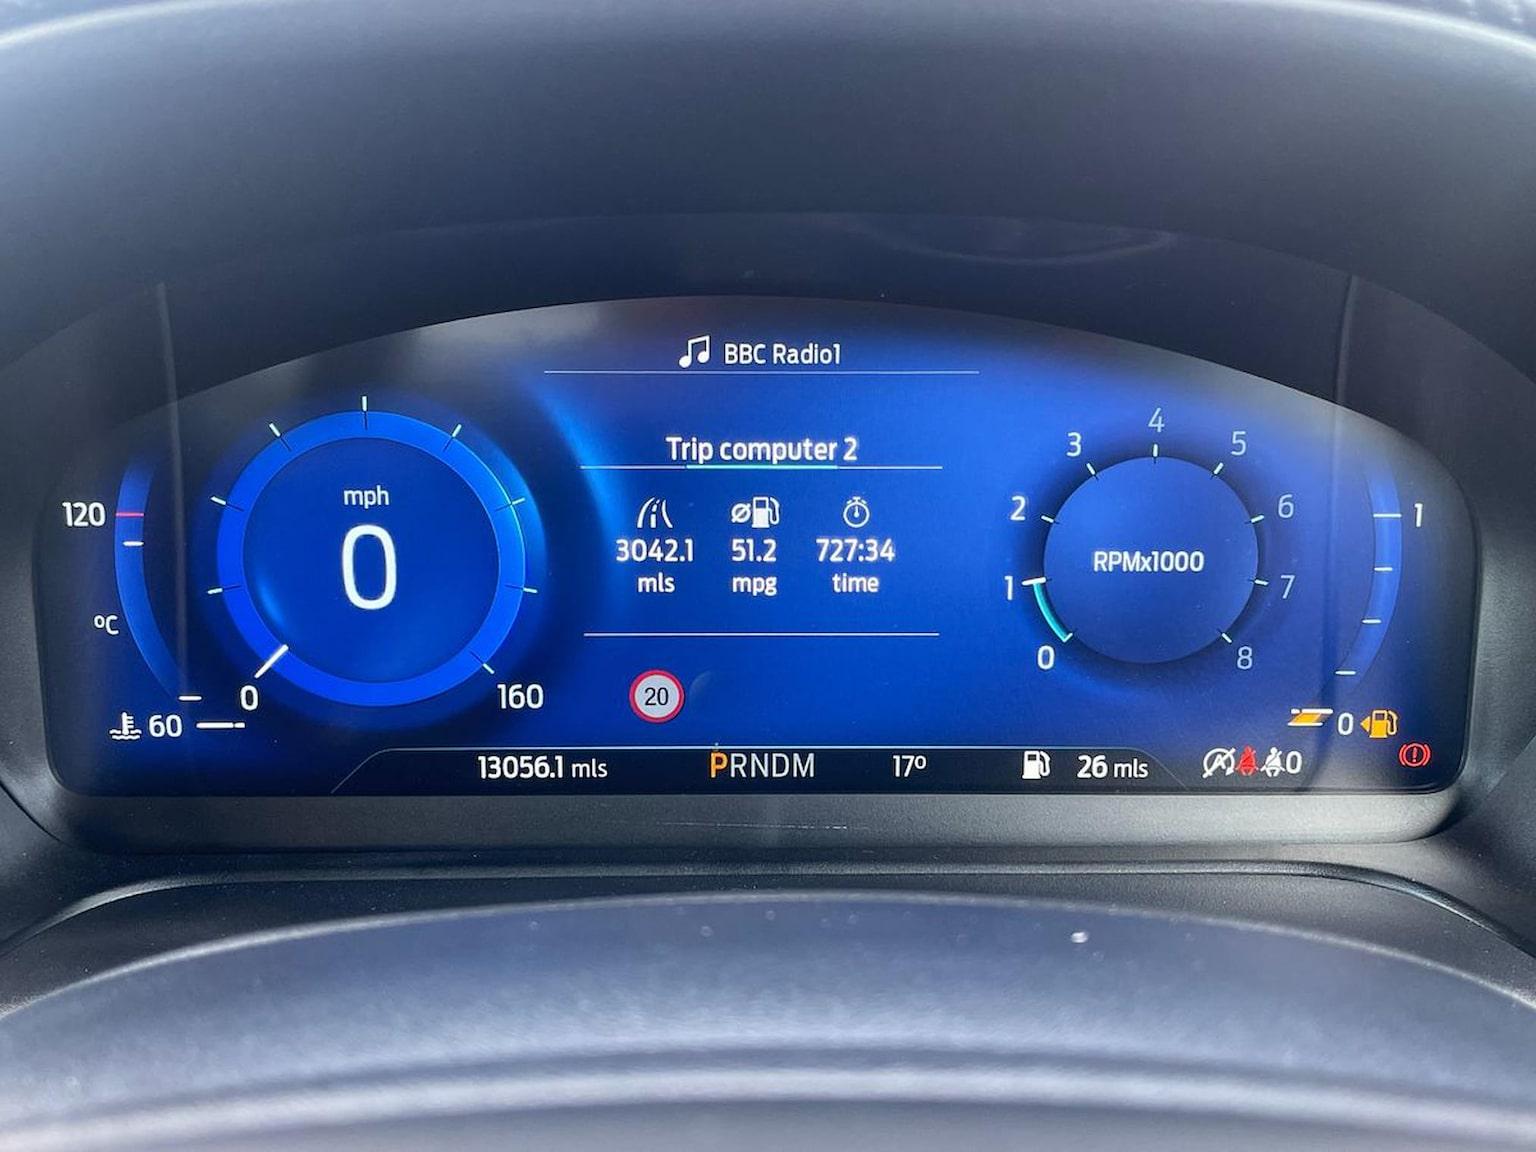 BBC Radio1
Trip computer 2
3042.1 51.2 727:34
mls mpg time
mph
0
0
160
120
°C
60
20
0
1
2
3
4
5
6
7
8
RPMx1000
1
0
13056.1 mls PRNDM 17° 26 mls
A 0